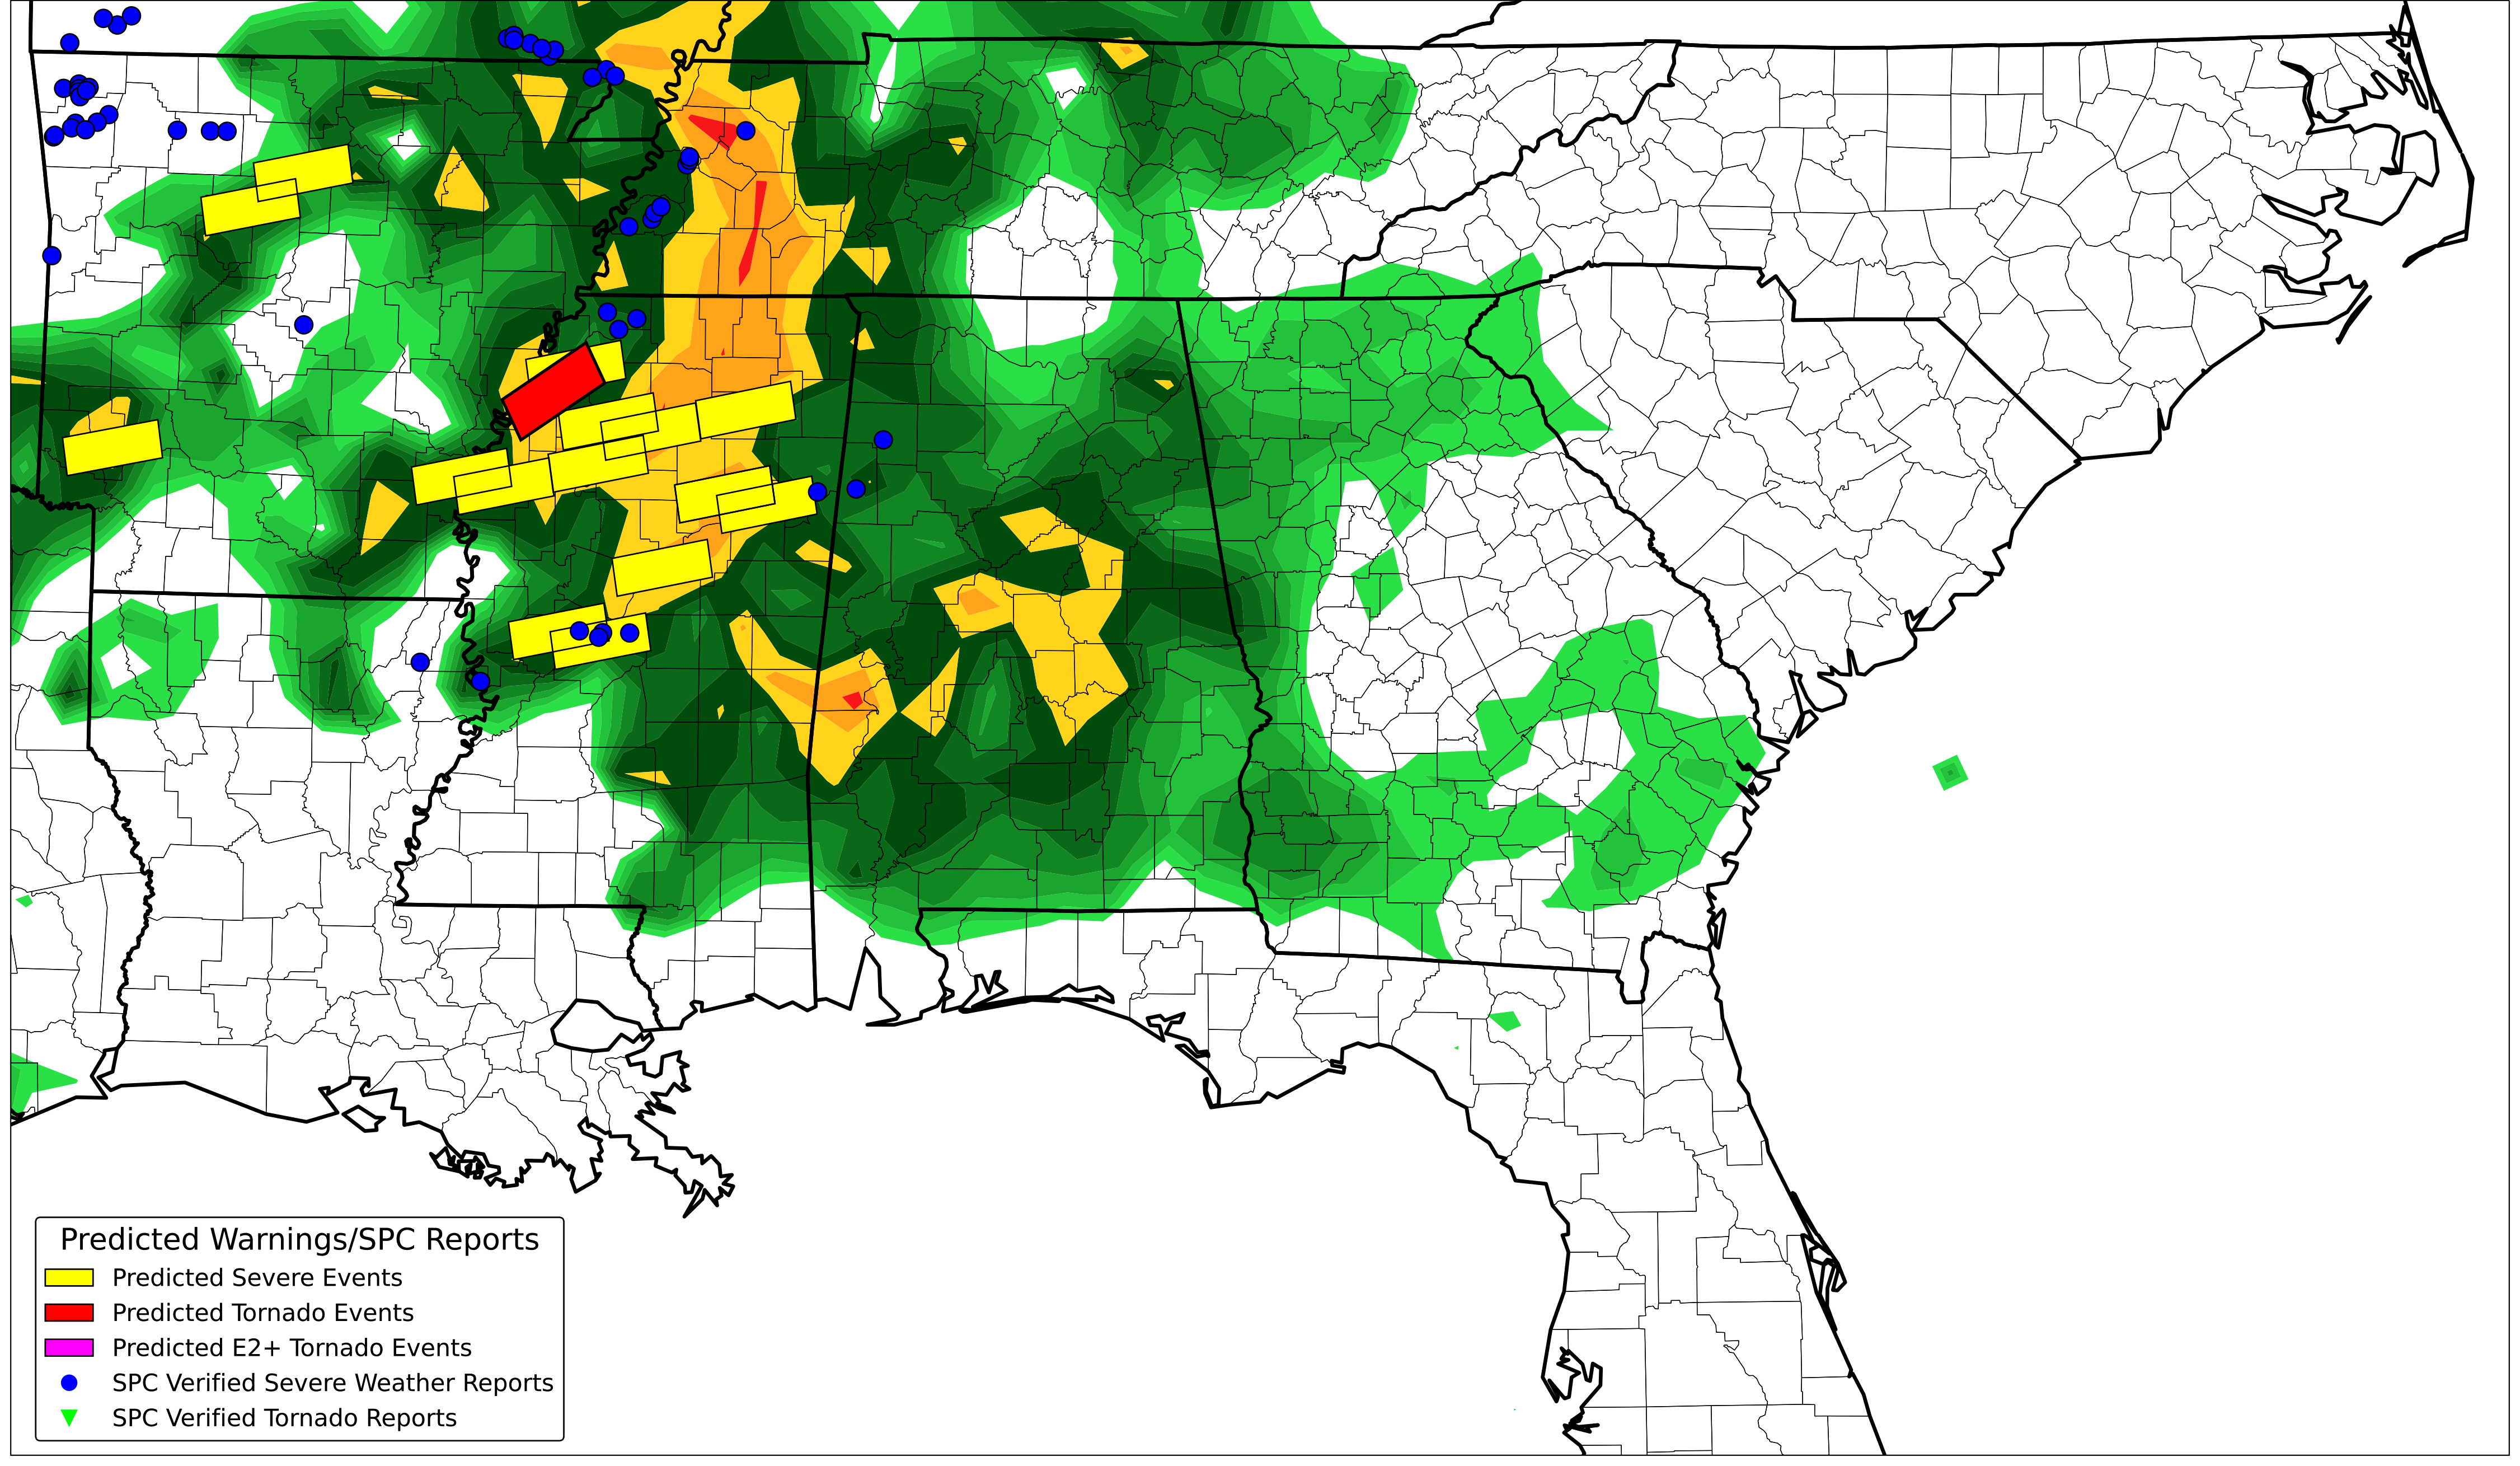 Predicted Warnings/SPC Reports
Predicted Severe Events
Predicted Tornado Events
Predicted E2+ Tornado Events
SPC Verified Severe Weather Reports
SPC Verified Tornado Reports